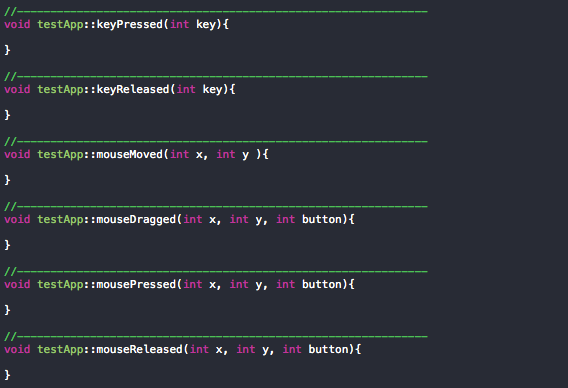 //--------------------------------------------------------------
void testApp::keyPressed(int key){
}
//--------------------------------------------------------------
void testApp::keyReleased(int key){
}
//--------------------------------------------------------------
void testApp::mouseMoved(int x, int y ){
}
//--------------------------------------------------------------
void testApp::mouseDragged(int x, int y, int button){
}
//--------------------------------------------------------------
void testApp::mousePressed(int x, int y, int button){
}
//--------------------------------------------------------------
void testApp::mouseReleased(int x, int y, int button){
}